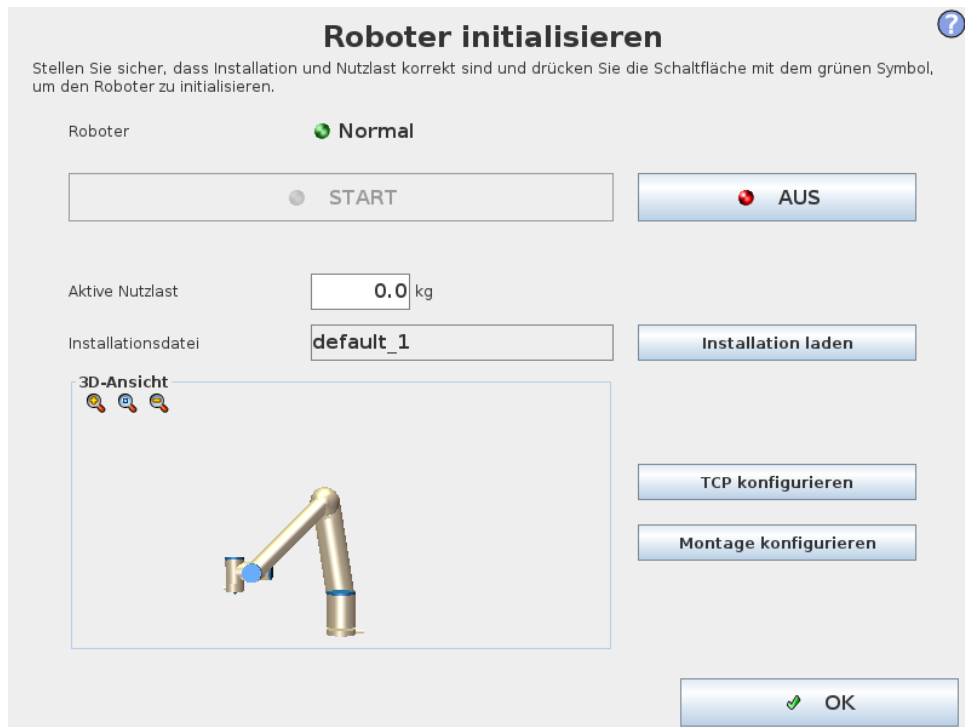 Roboter initialisieren
?
Stellen Sie sicher, dass Installation und Nutzlast korrekt sind und drücken Sie die Schaltfläche mit dem grünen Symbol,
um den Roboter zu initialisieren.
Roboter Normal
START AUS
Aktive Nutzlast 0.0 kg
Installationsdatei default_1 Installation laden
3D-Ansicht
TCP konfigurieren
Montage konfigurieren
OK